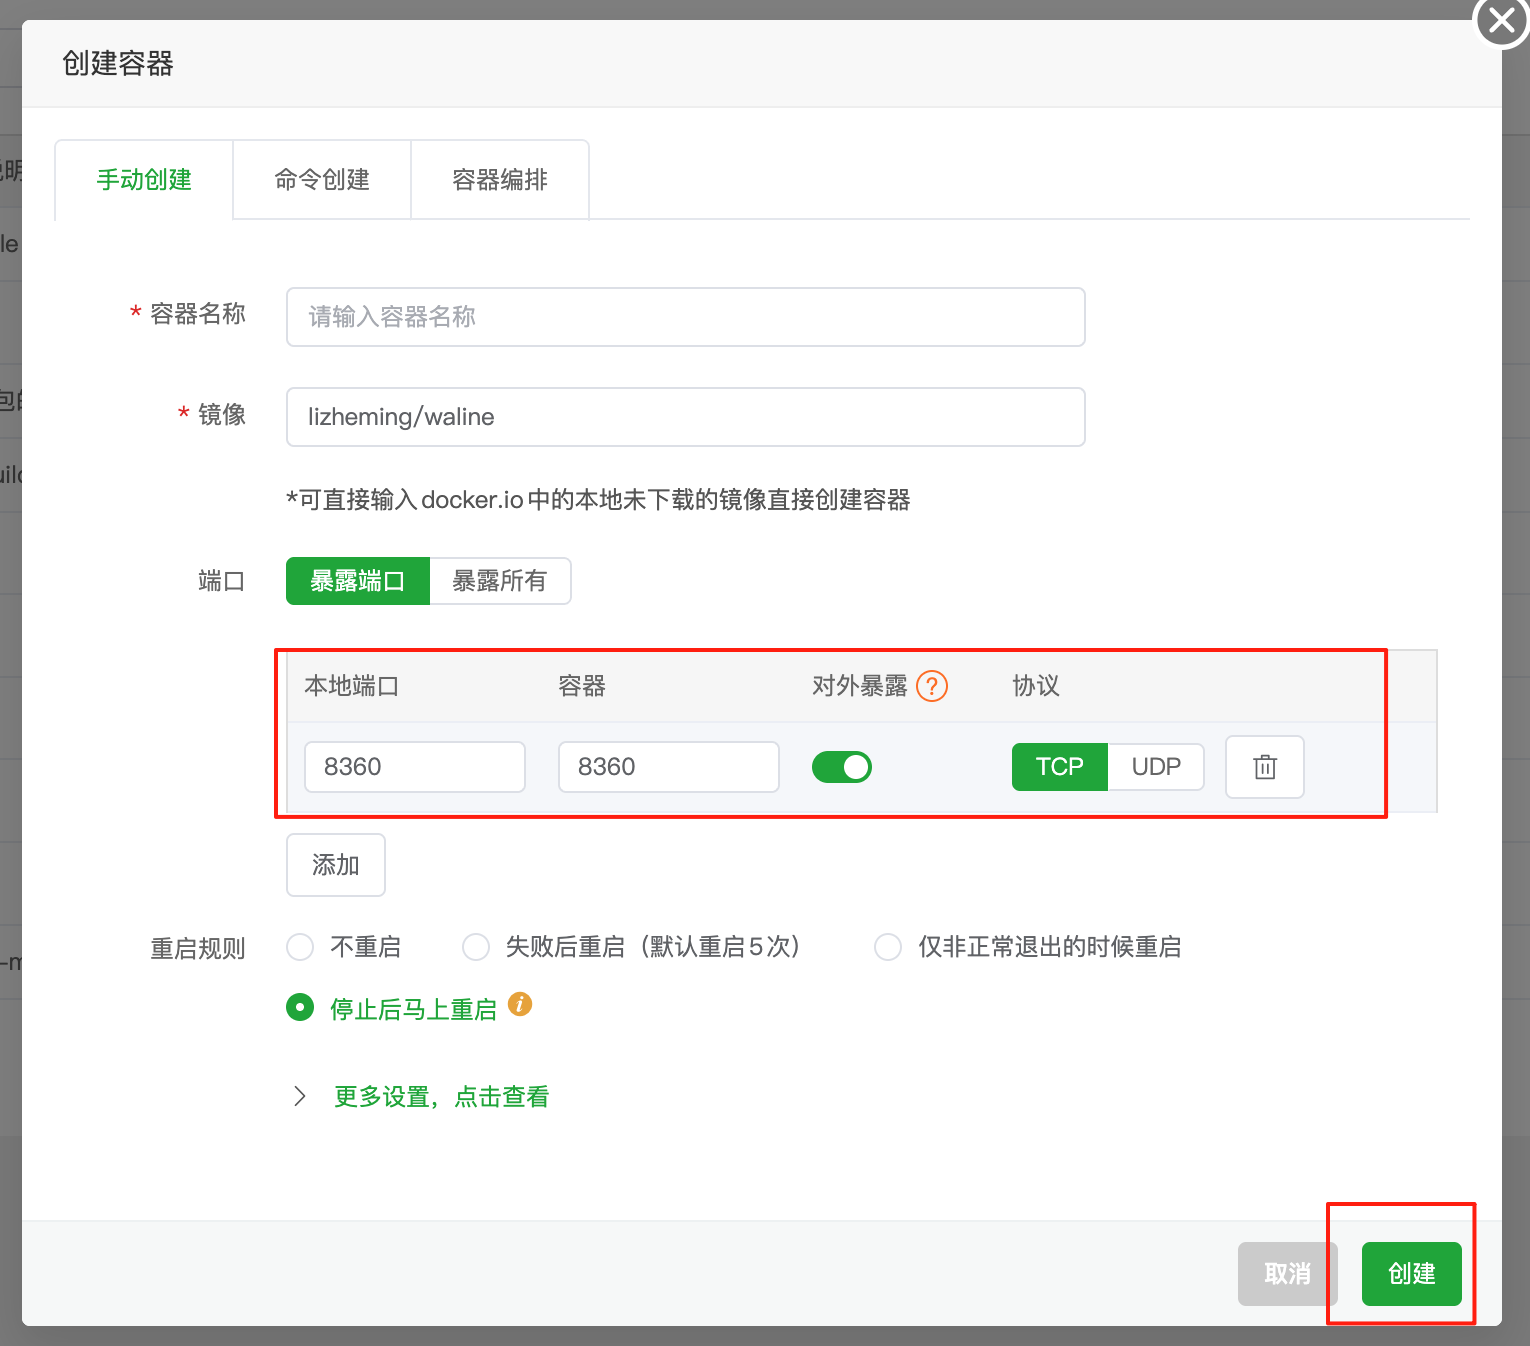 创建容器
手动创建 命令创建 容器编排
* 容器名称 请输入容器名称
* 镜像 lizheming/waline
*可直接输入docker.io中的本地未下载的镜像直接创建容器
端口 暴露端口 暴露所有
本地端口 容器 对外暴露 ? 协议
8360 8360 TCP UDP
添加
重启规则 不重启 失败后重启（默认重启5次） 仅非正常退出的时候重启
停止后马上重启 i
更多设置，点击查看
取消 创建